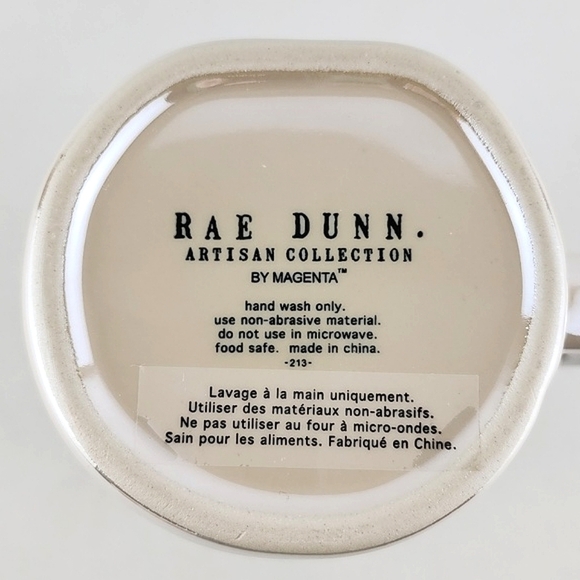 RAE DUNN.
ARTISAN COLLECTION
BY MAGENTA™
hand wash only.
use non-abrasive material.
do not use in microwave.
food safe. made in china.
-213-
Lavage à la main uniquement.
Utiliser des matériaux non-abrasifs.
Ne pas utiliser au four à micro-ondes.
Sain pour les aliments. Fabriqué en Chine.